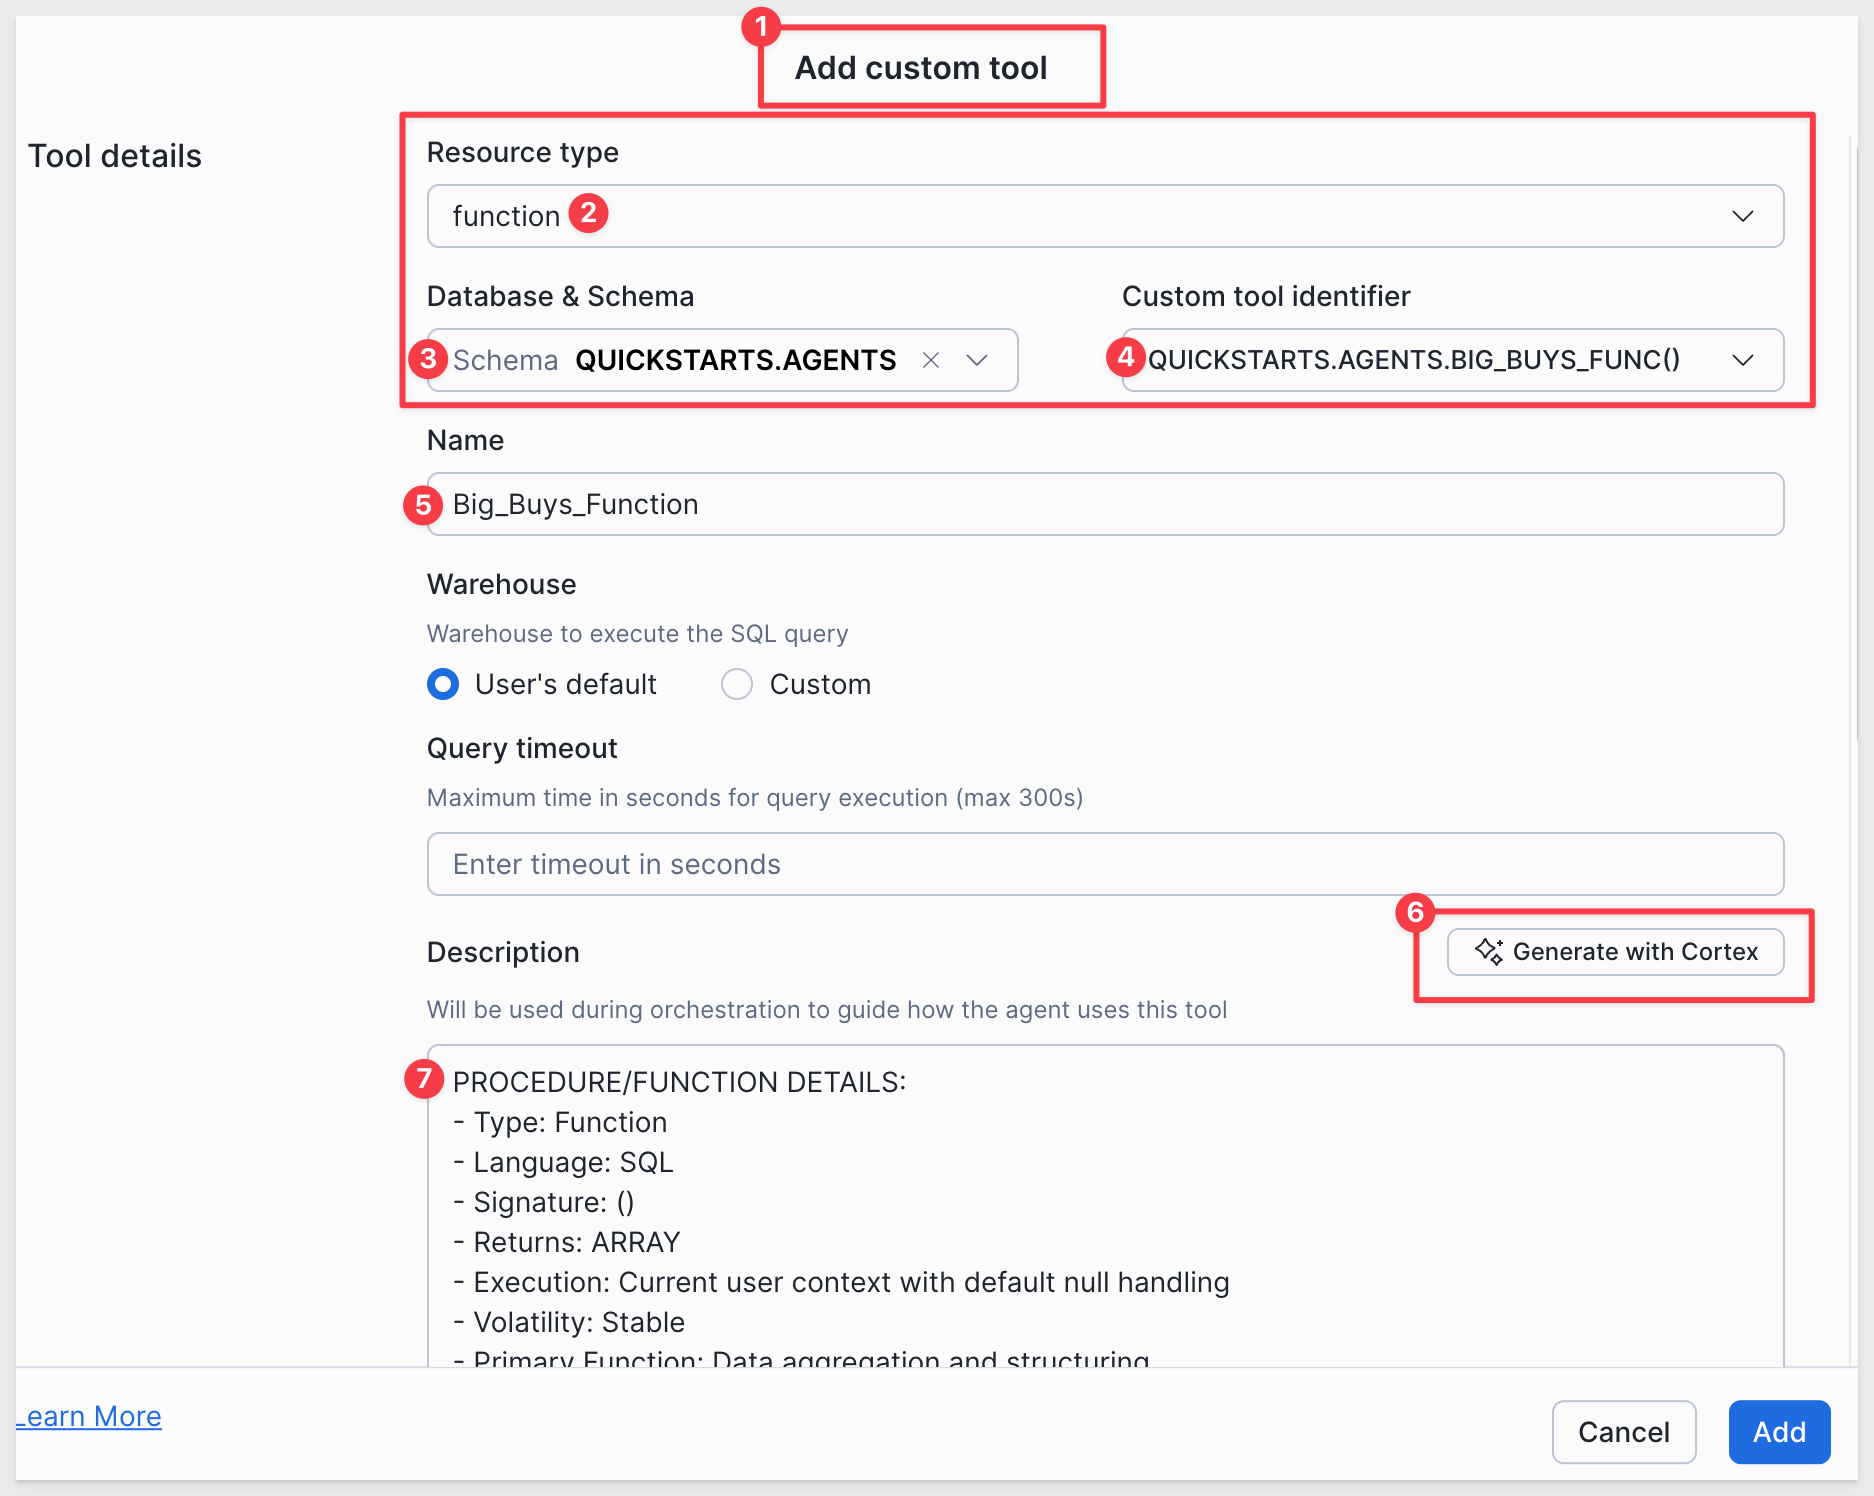 1
Add custom tool
Tool details
Resource type
function 2
Database & Schema
Custom tool identifier
3 Schema QUICKSTARTS.AGENTS
4 QUICKSTARTS.AGENTS.BIG_BUYS_FUNC()
Name
5 Big_Buys_Function
Warehouse
Warehouse to execute the SQL query
User's default
Custom
Query timeout
Maximum time in seconds for query execution (max 300s)
Enter timeout in seconds
6
Description
Generate with Cortex
Will be used during orchestration to guide how the agent uses this tool
7 PROCEDURE/FUNCTION DETAILS:
- Type: Function
- Language: SQL
- Signature: ()
- Returns: ARRAY
- Execution: Current user context with default null handling
- Volatility: Stable
- Primary Function: Data aggregation and structuring
Learn More
Cancel
Add